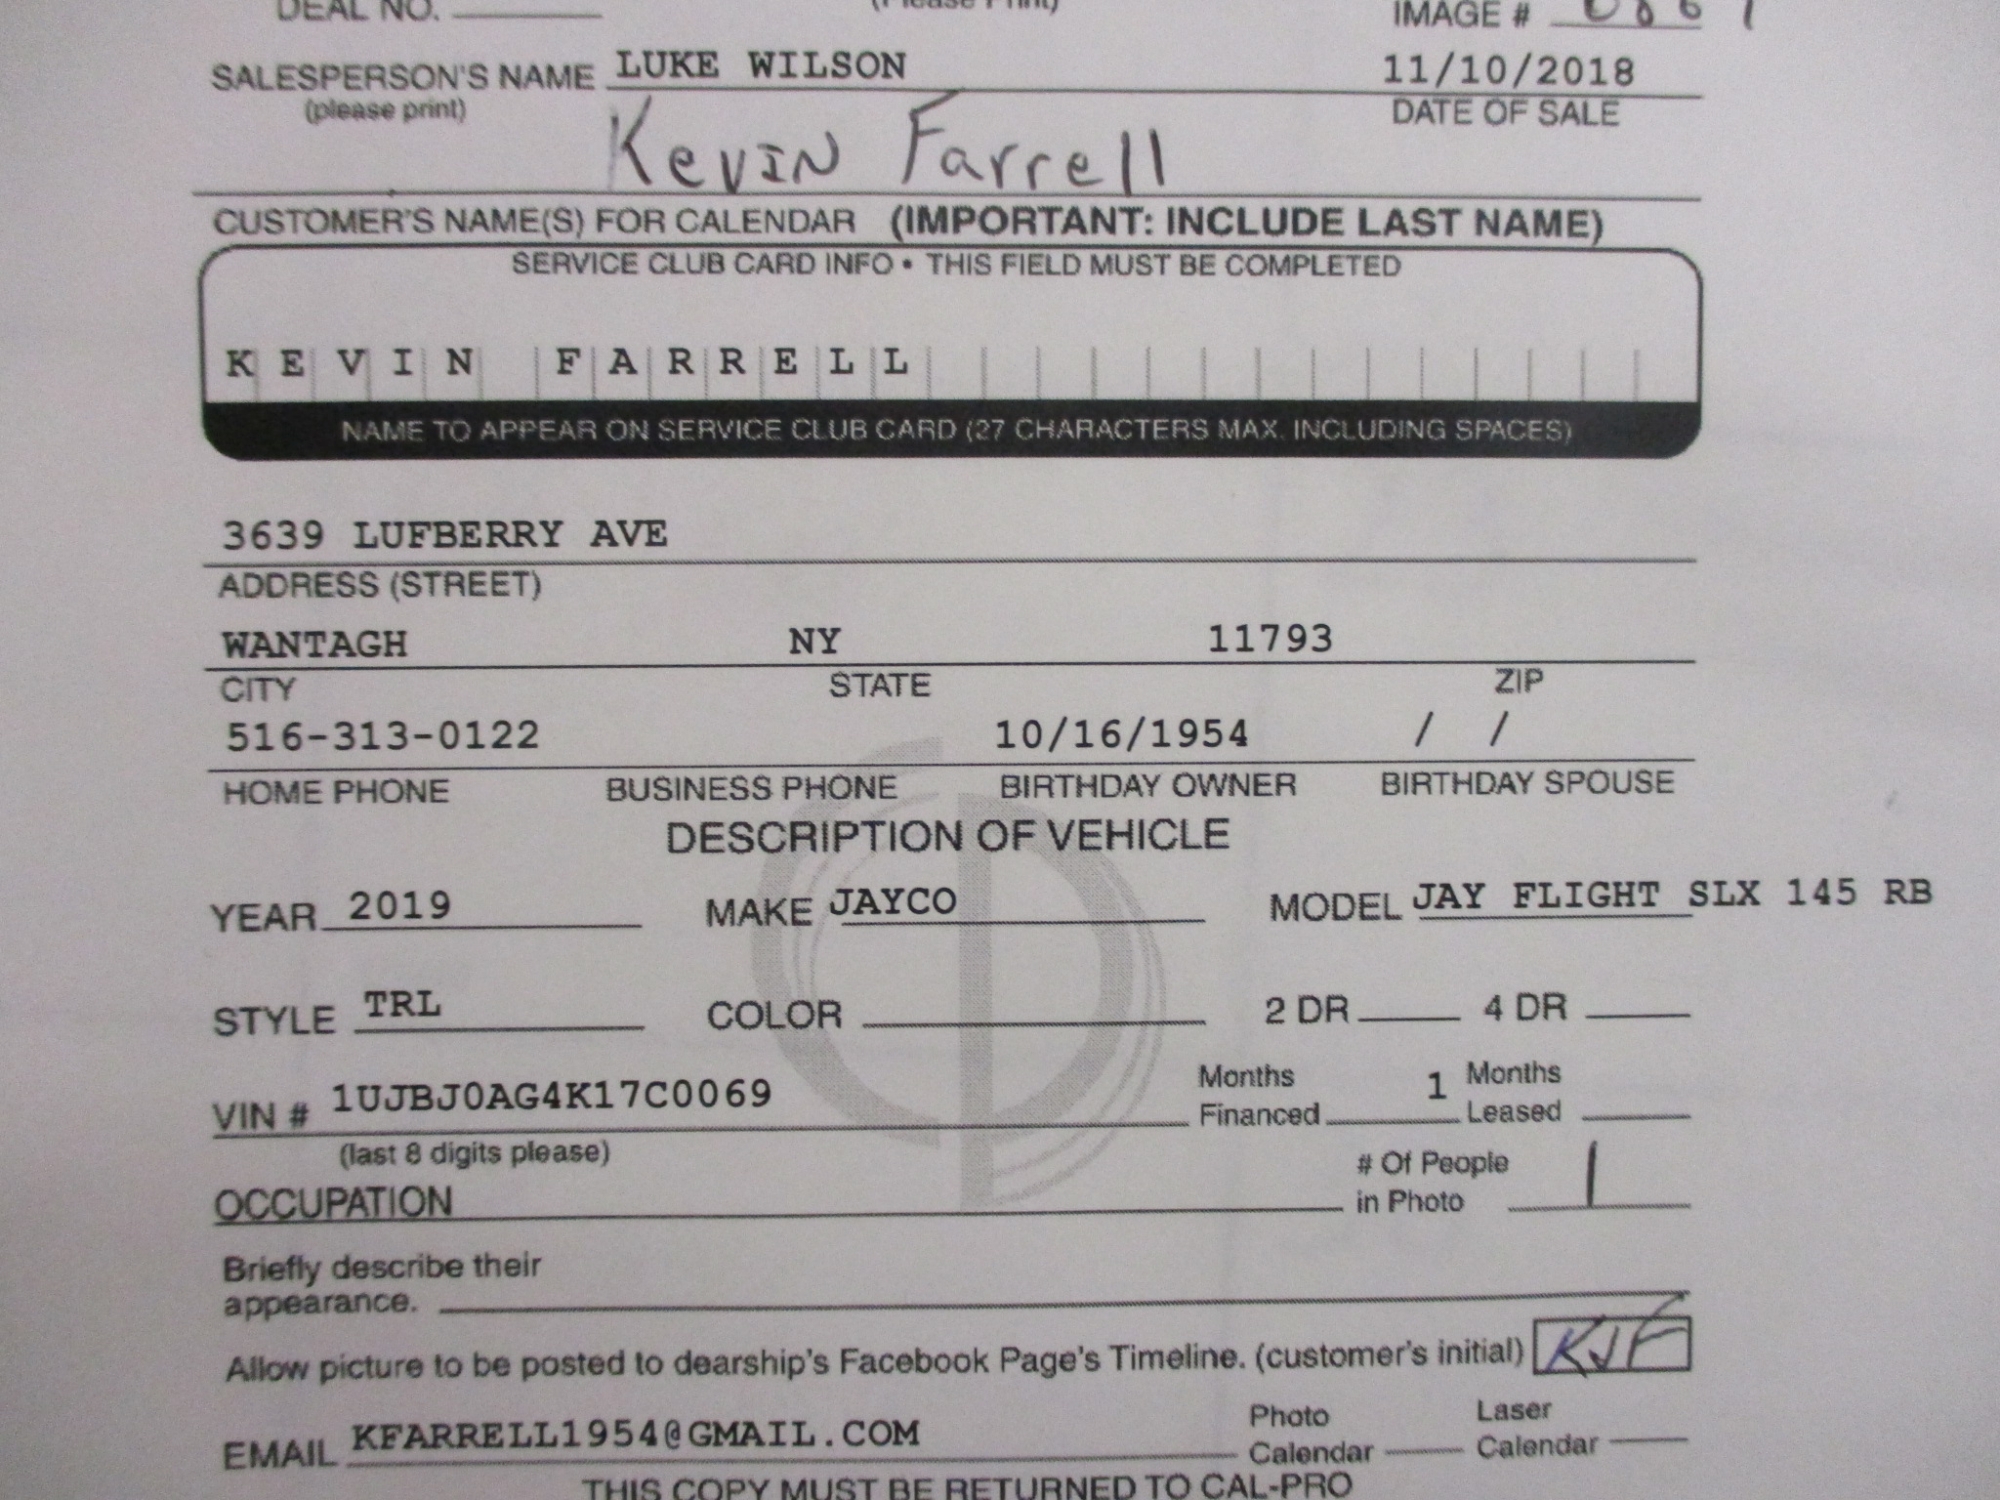 DEAL NO.
(Please Print)
IMAGE #
SALESPERSON'S NAME LUKE WILSON 11/10/2018
(please print) DATE OF SALE
Kevin Farrell
CUSTOMER'S NAME(S) FOR CALENDAR (IMPORTANT: INCLUDE LAST NAME)
SERVICE CLUB CARD INFO • THIS FIELD MUST BE COMPLETED
KEVIN FARRELL
NAME TO APPEAR ON SERVICE CLUB CARD (27 CHARACTERS MAX. INCLUDING SPACES)
3639 LUFBERRY AVE
ADDRESS (STREET)
WANTAGH NY 11793
CITY STATE ZIP
516-313-0122 10/16/1954 / /
HOME PHONE BUSINESS PHONE BIRTHDAY OWNER BIRTHDAY SPOUSE
DESCRIPTION OF VEHICLE
YEAR 2019 MAKE JAYCO MODEL JAY FLIGHT SLX 145 RB
STYLE TRL COLOR 2 DR 4 DR
VIN # 1UJBJ0AG4K17C0069 Months Financed 1 Months Leased
(last 8 digits please) # Of People in Photo 1
OCCUPATION
Briefly describe their
appearance.
Allow picture to be posted to dearship's Facebook Page's Timeline. (customer's initial) KJF
EMAIL KFARRELL1954@GMAIL.COM Photo Calendar Laser Calendar
THIS COPY MUST BE RETURNED TO CAL-PRO